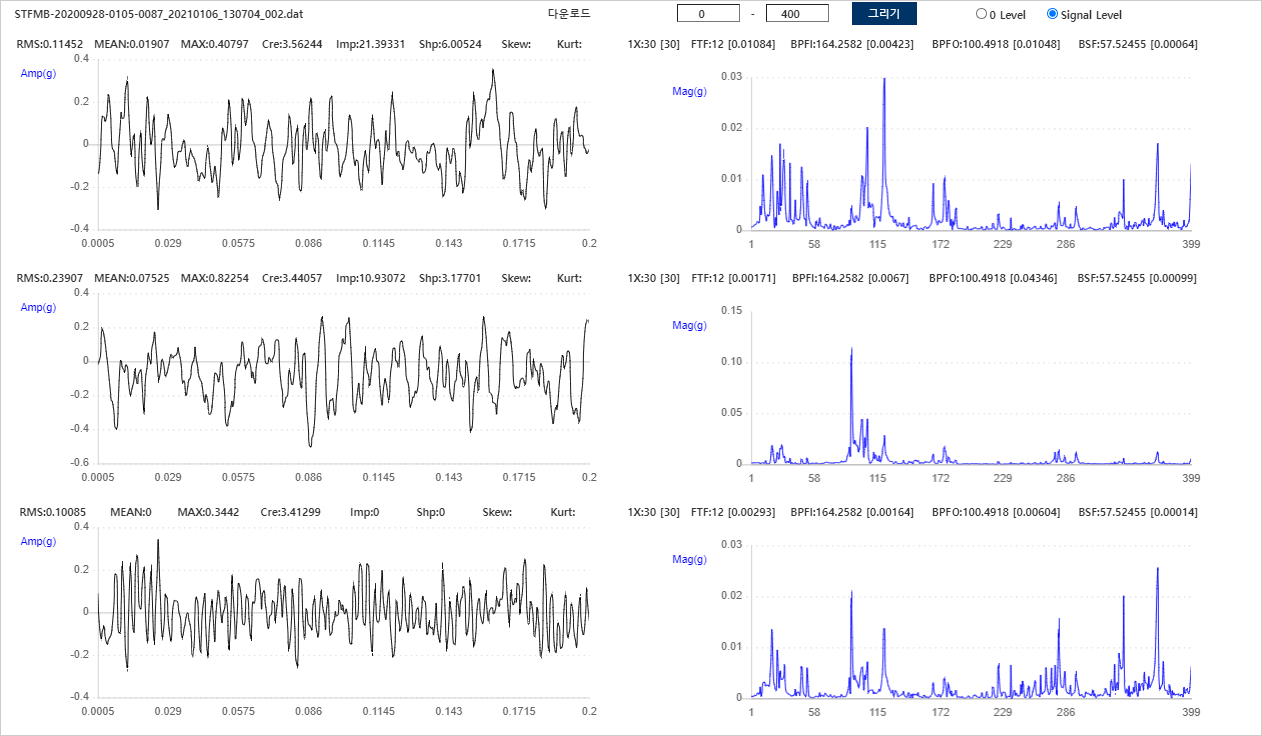 STFMB-20200928-0105-0087_20210106_130704_002.dat 다운로드 0 - 400 그리기 0 Level Signal Level
RMS:0.11452 MEAN:0.01907 MAX:0.40797 Cre:3.56244 Imp:21.39331 Shp:6.00524 Skew: Kurt:
Amp(g)
0.4
0.2
0
-0.2
-0.4
0.0005 0.029 0.0575 0.086 0.1145 0.143 0.1715 0.2
1X:30 [30] FTF:12 [0.01084] BPFI:164.2582 [0.00423] BPFO:100.4918 [0.01048] BSF:57.52455 [0.00064]
Mag(g)
0.03
0.02
0.01
0
1 58 115 172 229 286 399
RMS:0.23907 MEAN:0.07525 MAX:0.82254 Cre:3.44057 Imp:10.93072 Shp:3.17701 Skew: Kurt:
Amp(g)
0.4
0.2
0
-0.2
-0.4
-0.6
0.0005 0.029 0.0575 0.086 0.1145 0.143 0.1715 0.2
1X:30 [30] FTF:12 [0.00171] BPFI:164.2582 [0.0067] BPFO:100.4918 [0.04346] BSF:57.52455 [0.00099]
Mag(g)
0.15
0.10
0.05
0
1 58 115 172 229 286 399
RMS:0.10085 MEAN:0 MAX:0.3442 Cre:3.41299 Imp:0 Shp:0 Skew: Kurt:
Amp(g)
0.4
0.2
0
-0.2
-0.4
0.0005 0.029 0.0575 0.086 0.1145 0.143 0.1715 0.2
1X:30 [30] FTF:12 [0.00293] BPFI:164.2582 [0.00164] BPFO:100.4918 [0.00604] BSF:57.52455 [0.00014]
Mag(g)
0.03
0.02
0.01
0
1 58 115 172 229 286 399